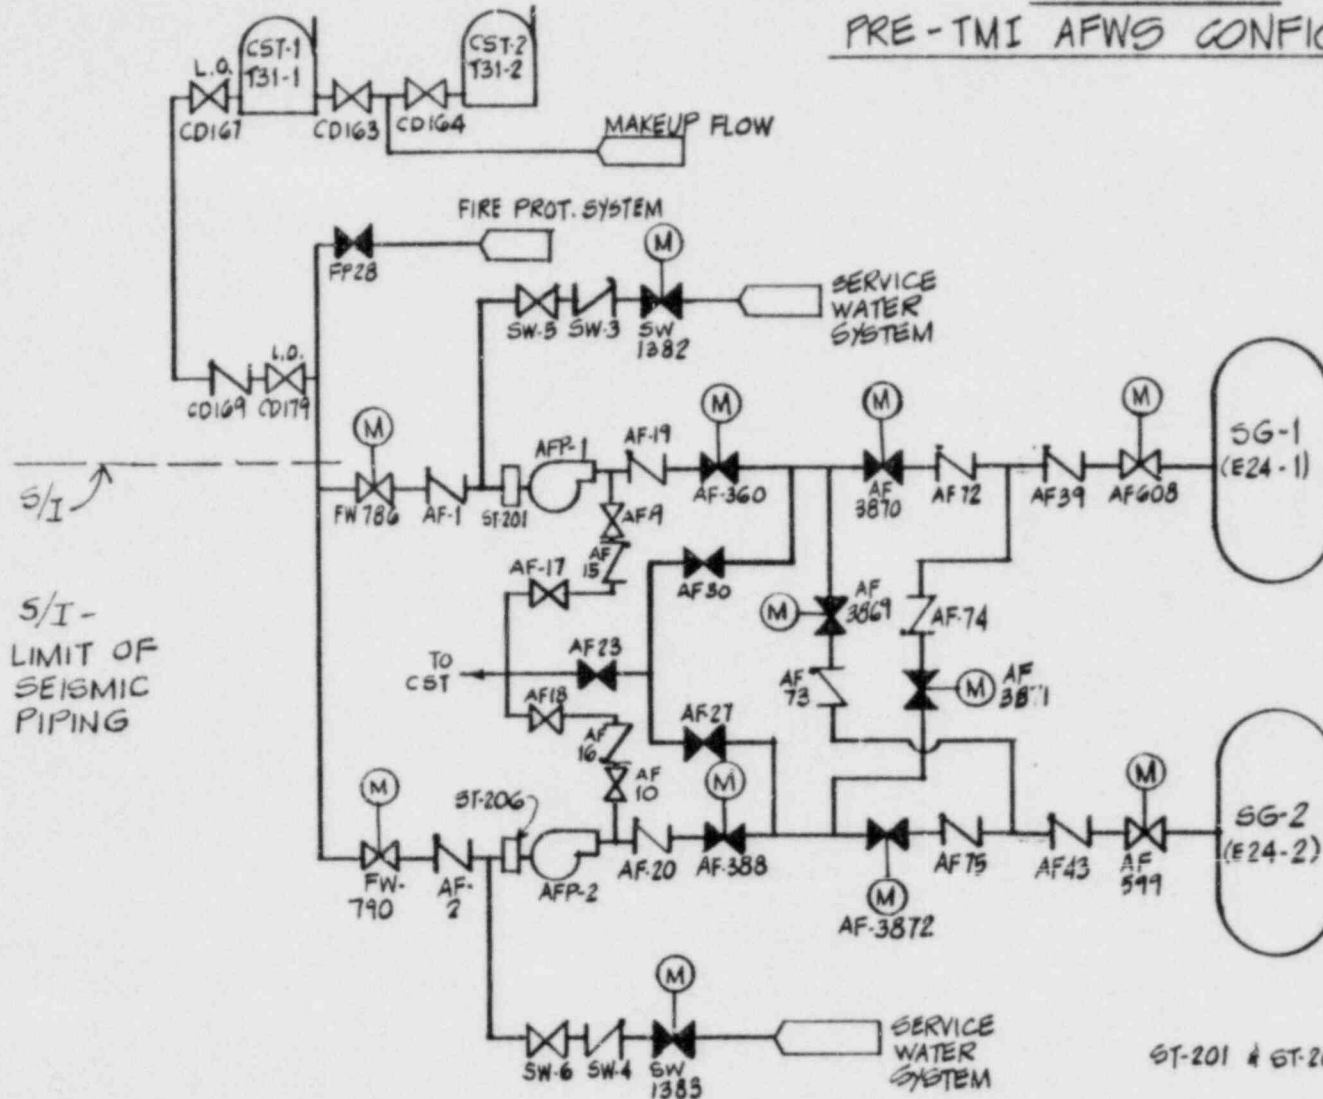 PRE-TMI AFWS CONFIG
CST-1
T31-1
CST-2
T31-2
L.O.
CD167
CD163
CD164
MAKEUP FLOW
FIRE PROT. SYSTEM
FP28
M
SERVICE
WATER
SYSTEM
SW-5
SW-3
SW
1382
L.O.
CD169
CD179
M
FW786
AF-1
ST-201
AFP-1
AF-19
M
AF-360
M
AF
3870
AF72
AF39
M
AF608
SG-1
(E24-1)
S/I
AF9
AF
15
AF-17
AF30
M
AF
3869
AF-74
S/I-
LIMIT OF
SEISMIC
PIPING
TO
CST
AF23
AF
73
M
AF
3871
AF18
AF
16
AF27
AF
10
M
M
ST-206
FW-
790
AF-
2
AFP-2
AF-20
AF-388
M
AF-3872
AF75
AF43
M
AF
599
SG-2
(E24-2)
M
SW-6
SW-4
SW
1383
SERVICE
WATER
SYSTEM
ST-201 & ST-20